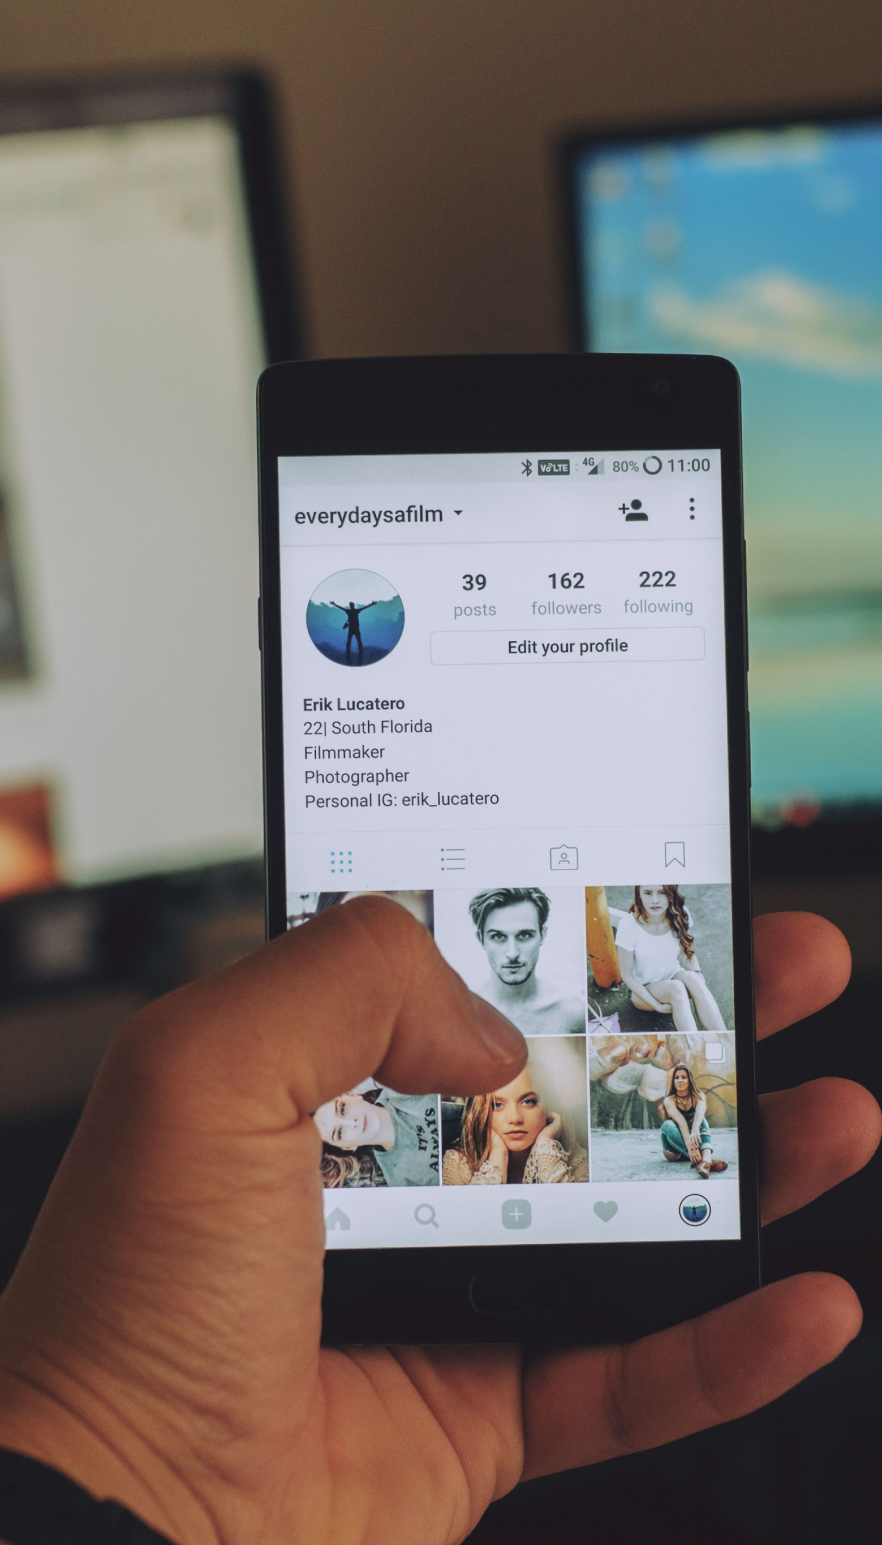 VoLTE 4G 80% 11:00
everydaysafilm
39 162 222
posts followers following
Edit your profile
Erik Lucatero
22| South Florida
Filmmaker
Photographer
Personal IG: erik_lucatero
IT'S
ALWAYS